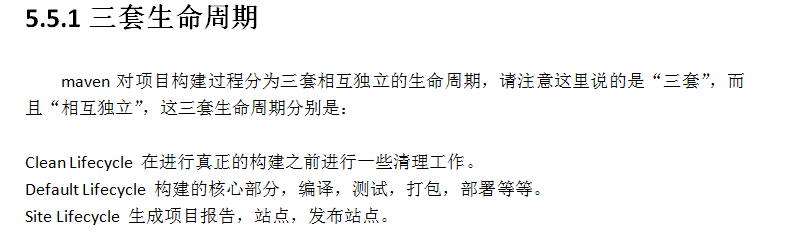 5.5.1 三套生命周期
maven 对项目构建过程分为三套相互独立的生命周期，请注意这里说的是“三套”，而
且“相互独立”，这三套生命周期分别是：
Clean Lifecycle 在进行真正的构建之前进行一些清理工作。
Default Lifecycle 构建的核心部分，编译，测试，打包，部署等等。
Site Lifecycle 生成项目报告，站点，发布站点。